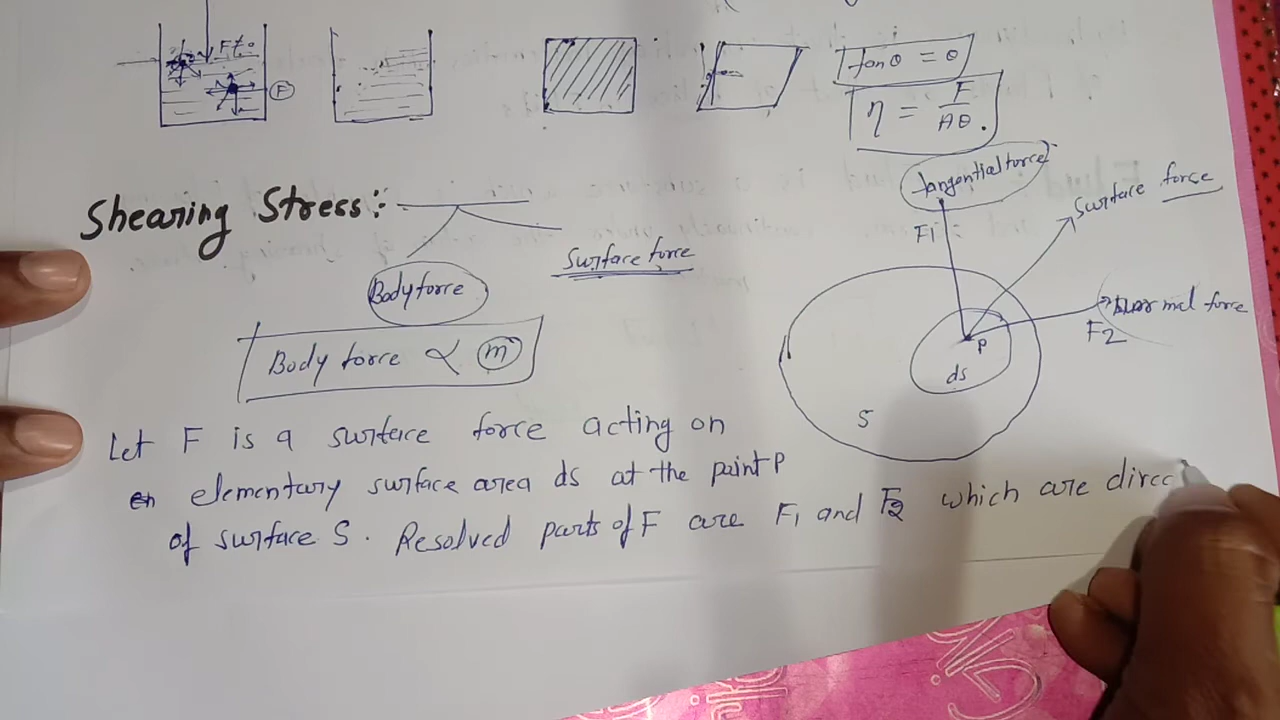 Ft.
F
tanθ = θ
η = F
Aθ .
tangential force
Shearing Stress :-
F1
Surface force
Surface force
Body force
Normal force
F2
P
Body force ∝ m
ds
S
Let F is a surface force acting on
elementary surface area ds at the point P
of surface S. Resolved parts of F are F1 and F2 which are direc